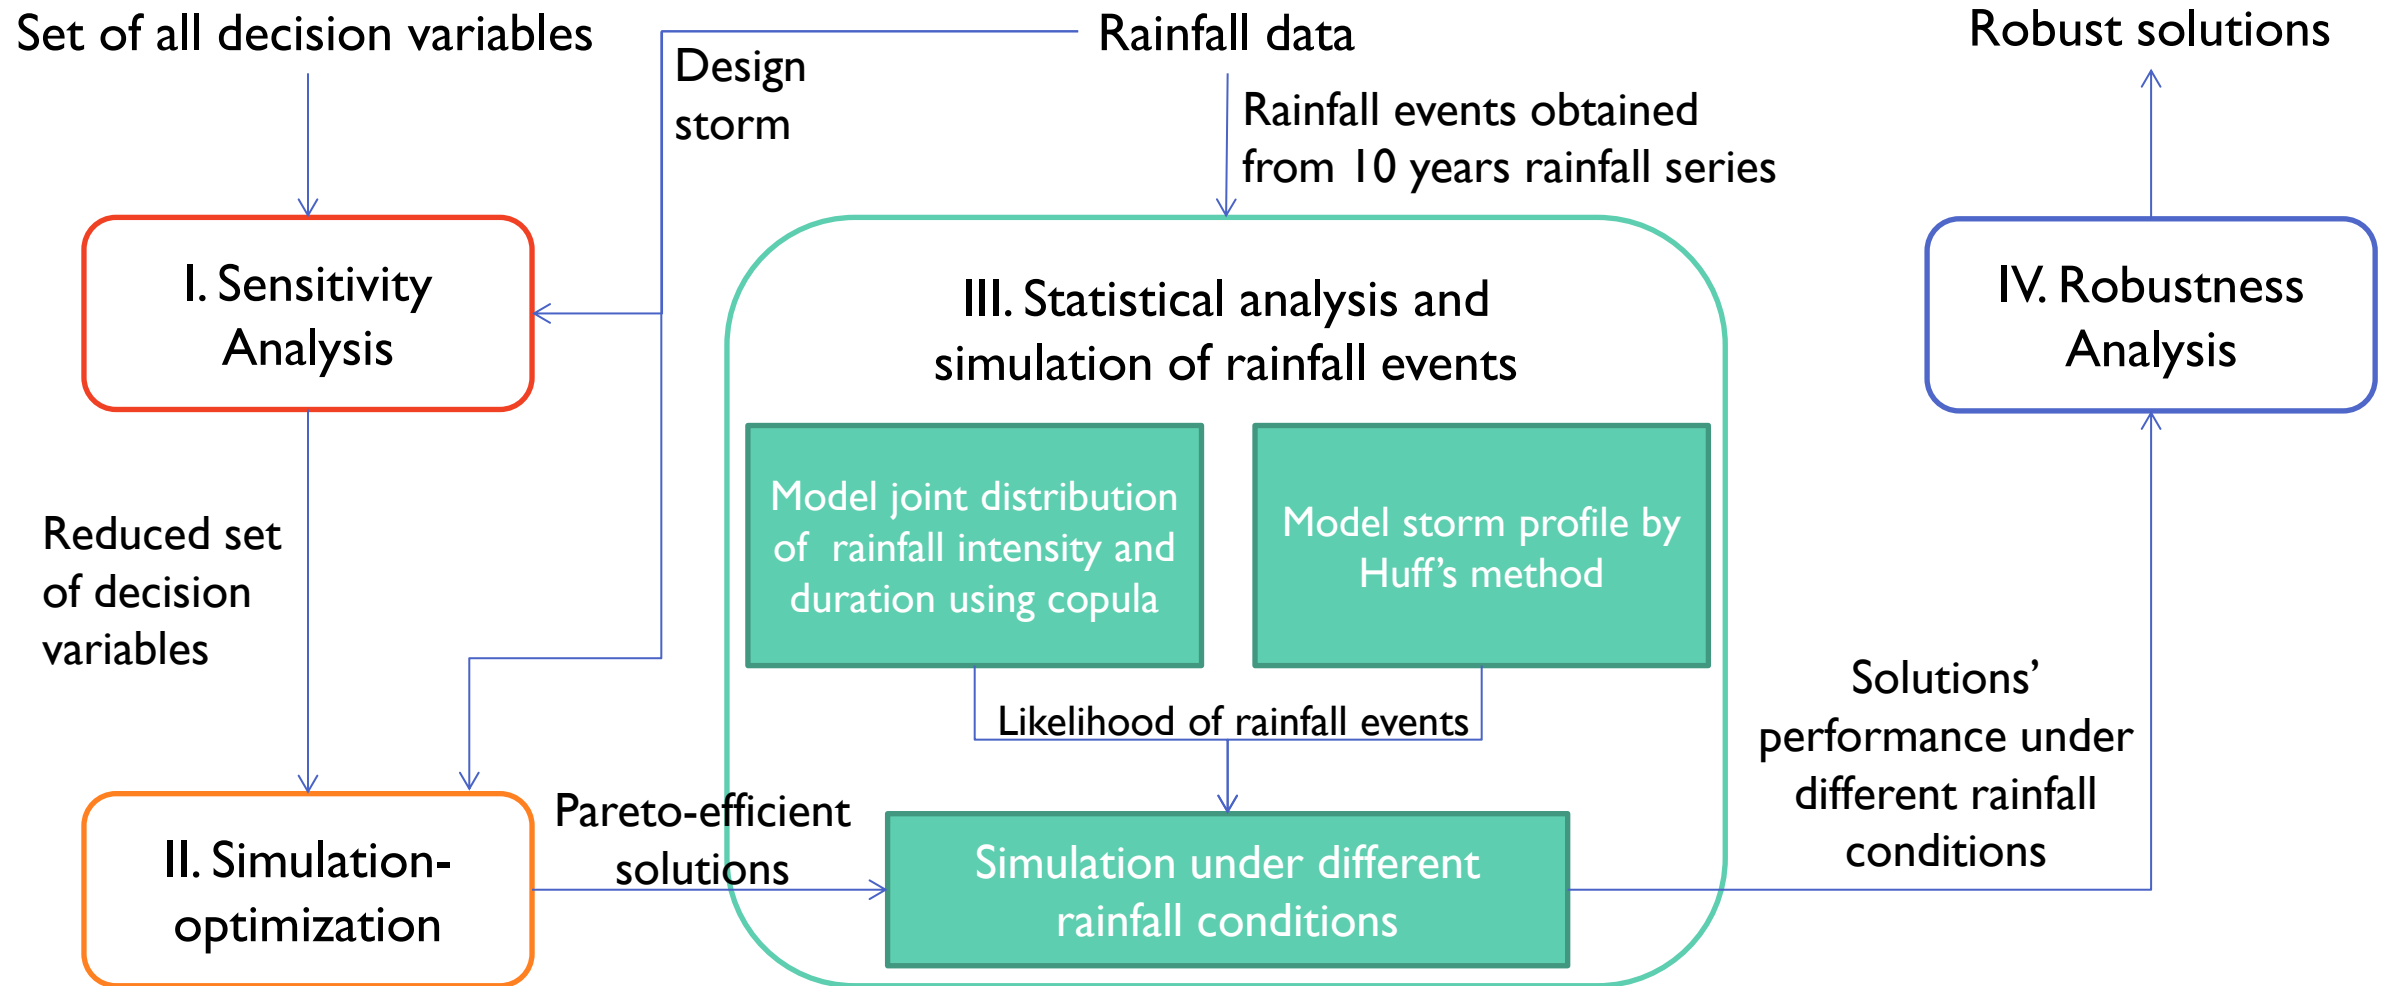 Set of all decision variables
Rainfall data
Robust solutions
Design
storm
Rainfall events obtained
from 10 years rainfall series
I. Sensitivity
Analysis
III. Statistical analysis and
simulation of rainfall events
IV. Robustness
Analysis
Model joint distribution
of rainfall intensity and
duration using copula
Model storm profile by
Huff’s method
Reduced set
of decision
variables
Likelihood of rainfall events
Solutions’
performance under
different rainfall
conditions
Pareto-efficient
solutions
II. Simulation-
optimization
Simulation under different
rainfall conditions